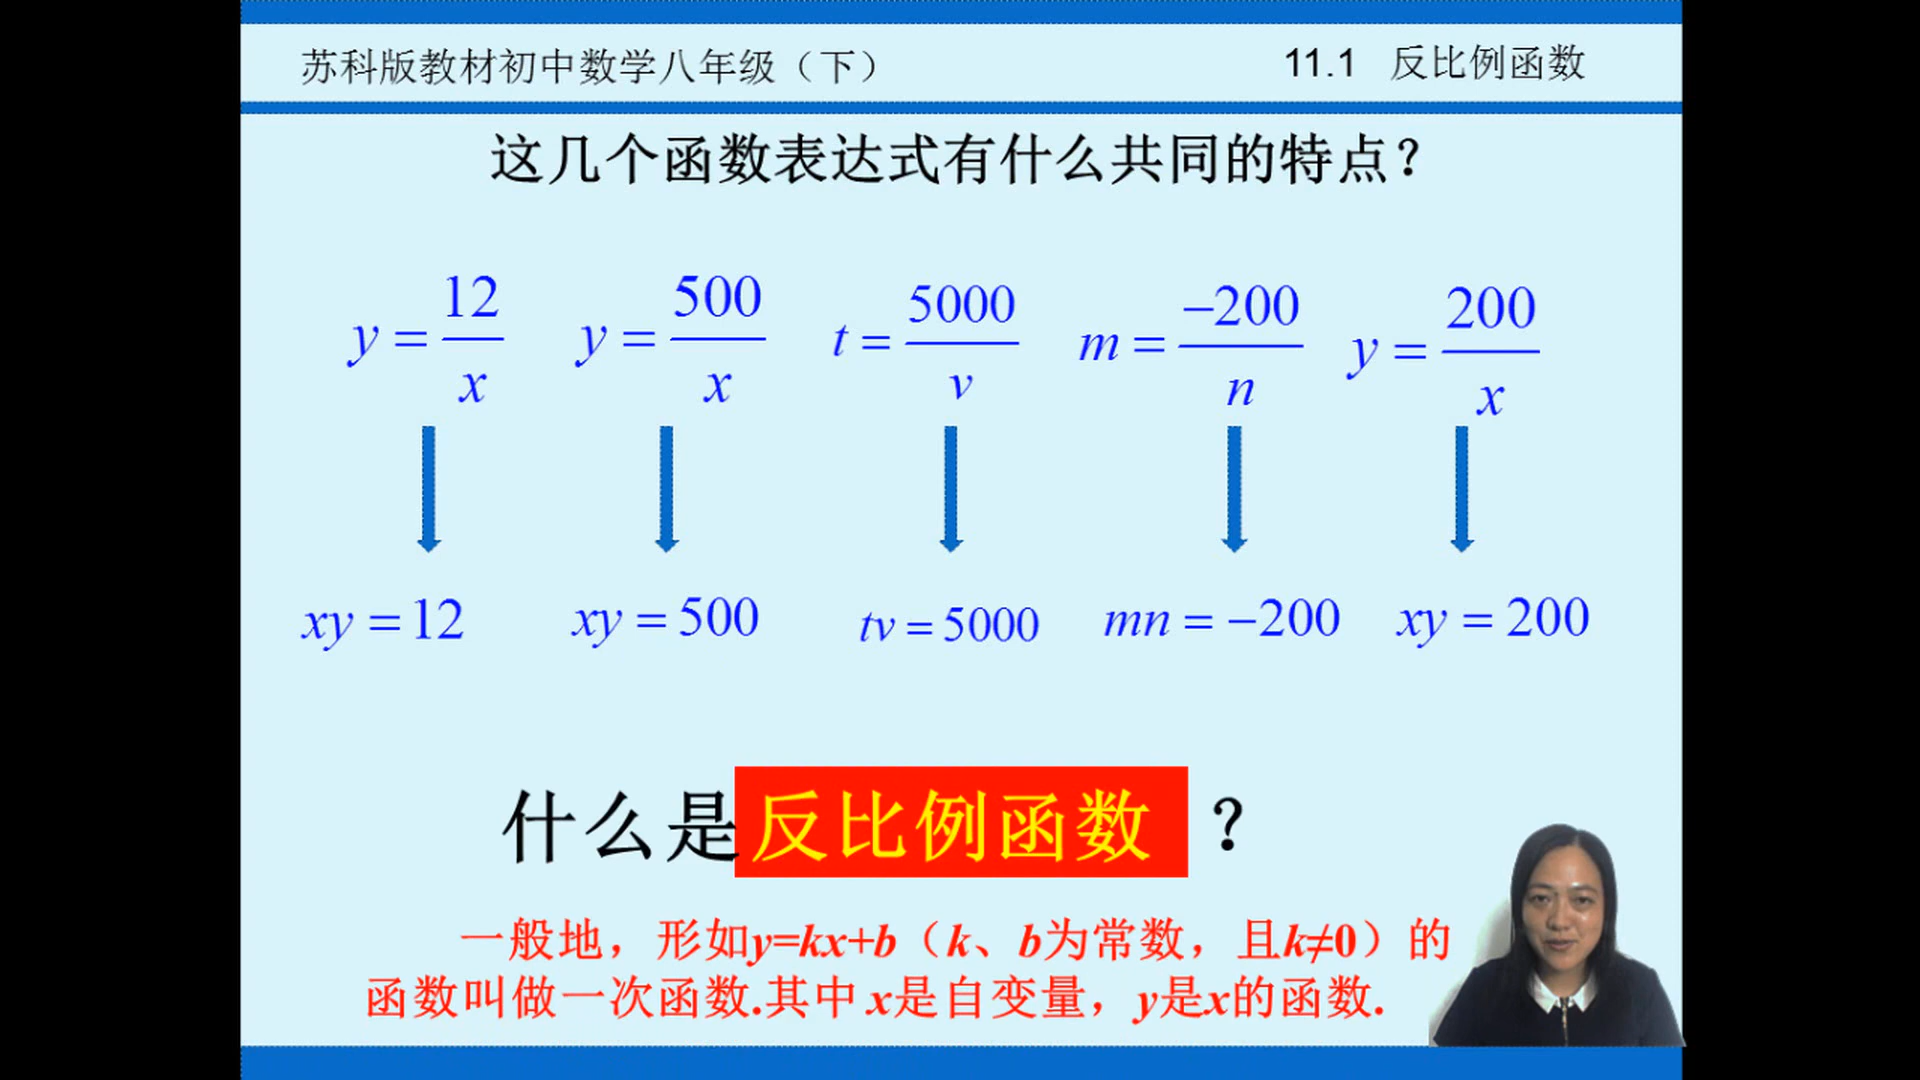 苏科版教材初中数学八年级（下） 11.1 反比例函数
这几个函数表达式有什么共同的特点？
y = 12/x y = 500/x t = 5000/v m = −200/n y = 200/x
xy = 12 xy = 500 tv = 5000 mn = −200 xy = 200
什么是反比例函数？
一般地，形如y=kx+b（k、b为常数，且k≠0）的
函数叫做一次函数.其中x是自变量，y是x的函数.